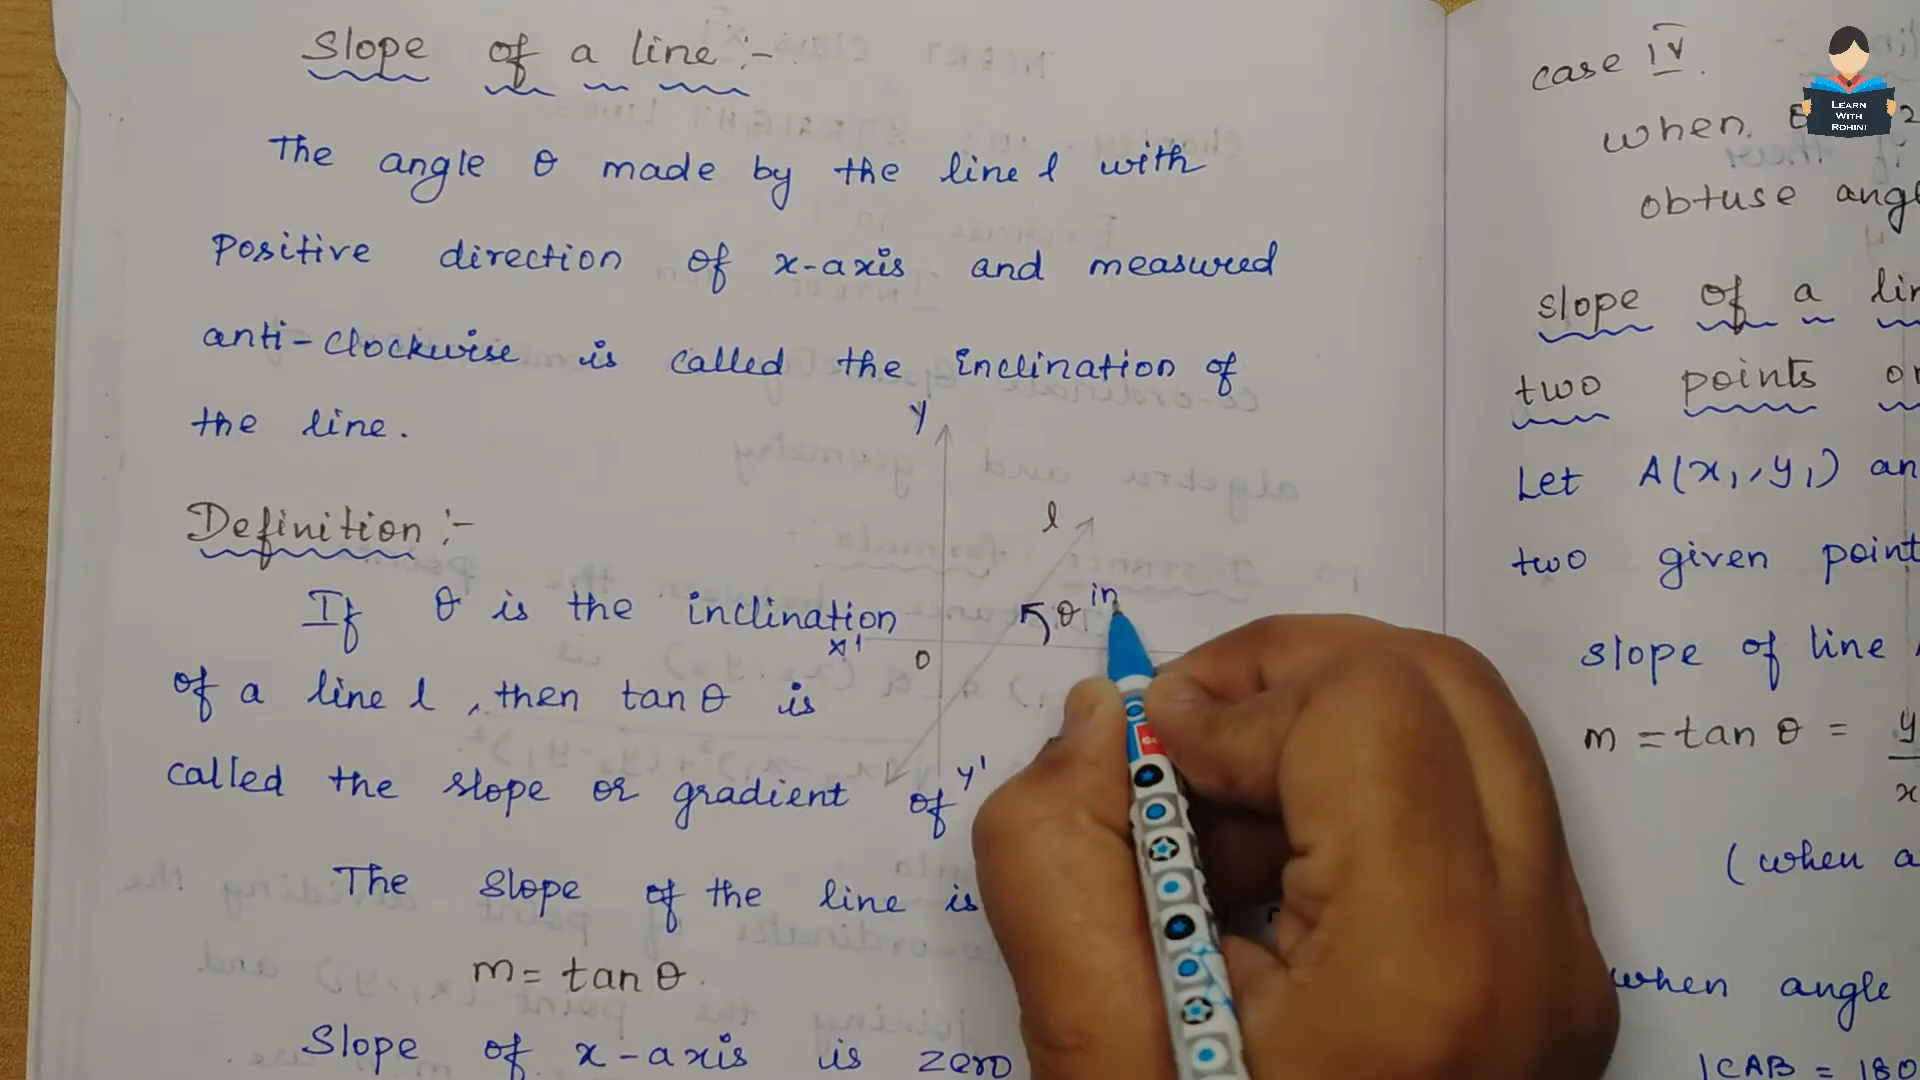 Slope of a line :-
The angle θ made by the line l with
positive direction of x-axis and measured
anti-clockwise is called the inclination of
the line.
Definition :-
If θ is the inclination
of a line l, then tan θ is
called the slope or gradient of
The slope of the line is
m = tan θ.
Slope of x-axis is zero
y
l
θ in
x'
0
y'
case IV.
when θ
obtuse
slope of a
two points
Let A(x₁, y₁)
two given
slope of line
m = tan θ = y
x
(when
when angle
LCAB = 180
LEARN
WITH
ROHINI